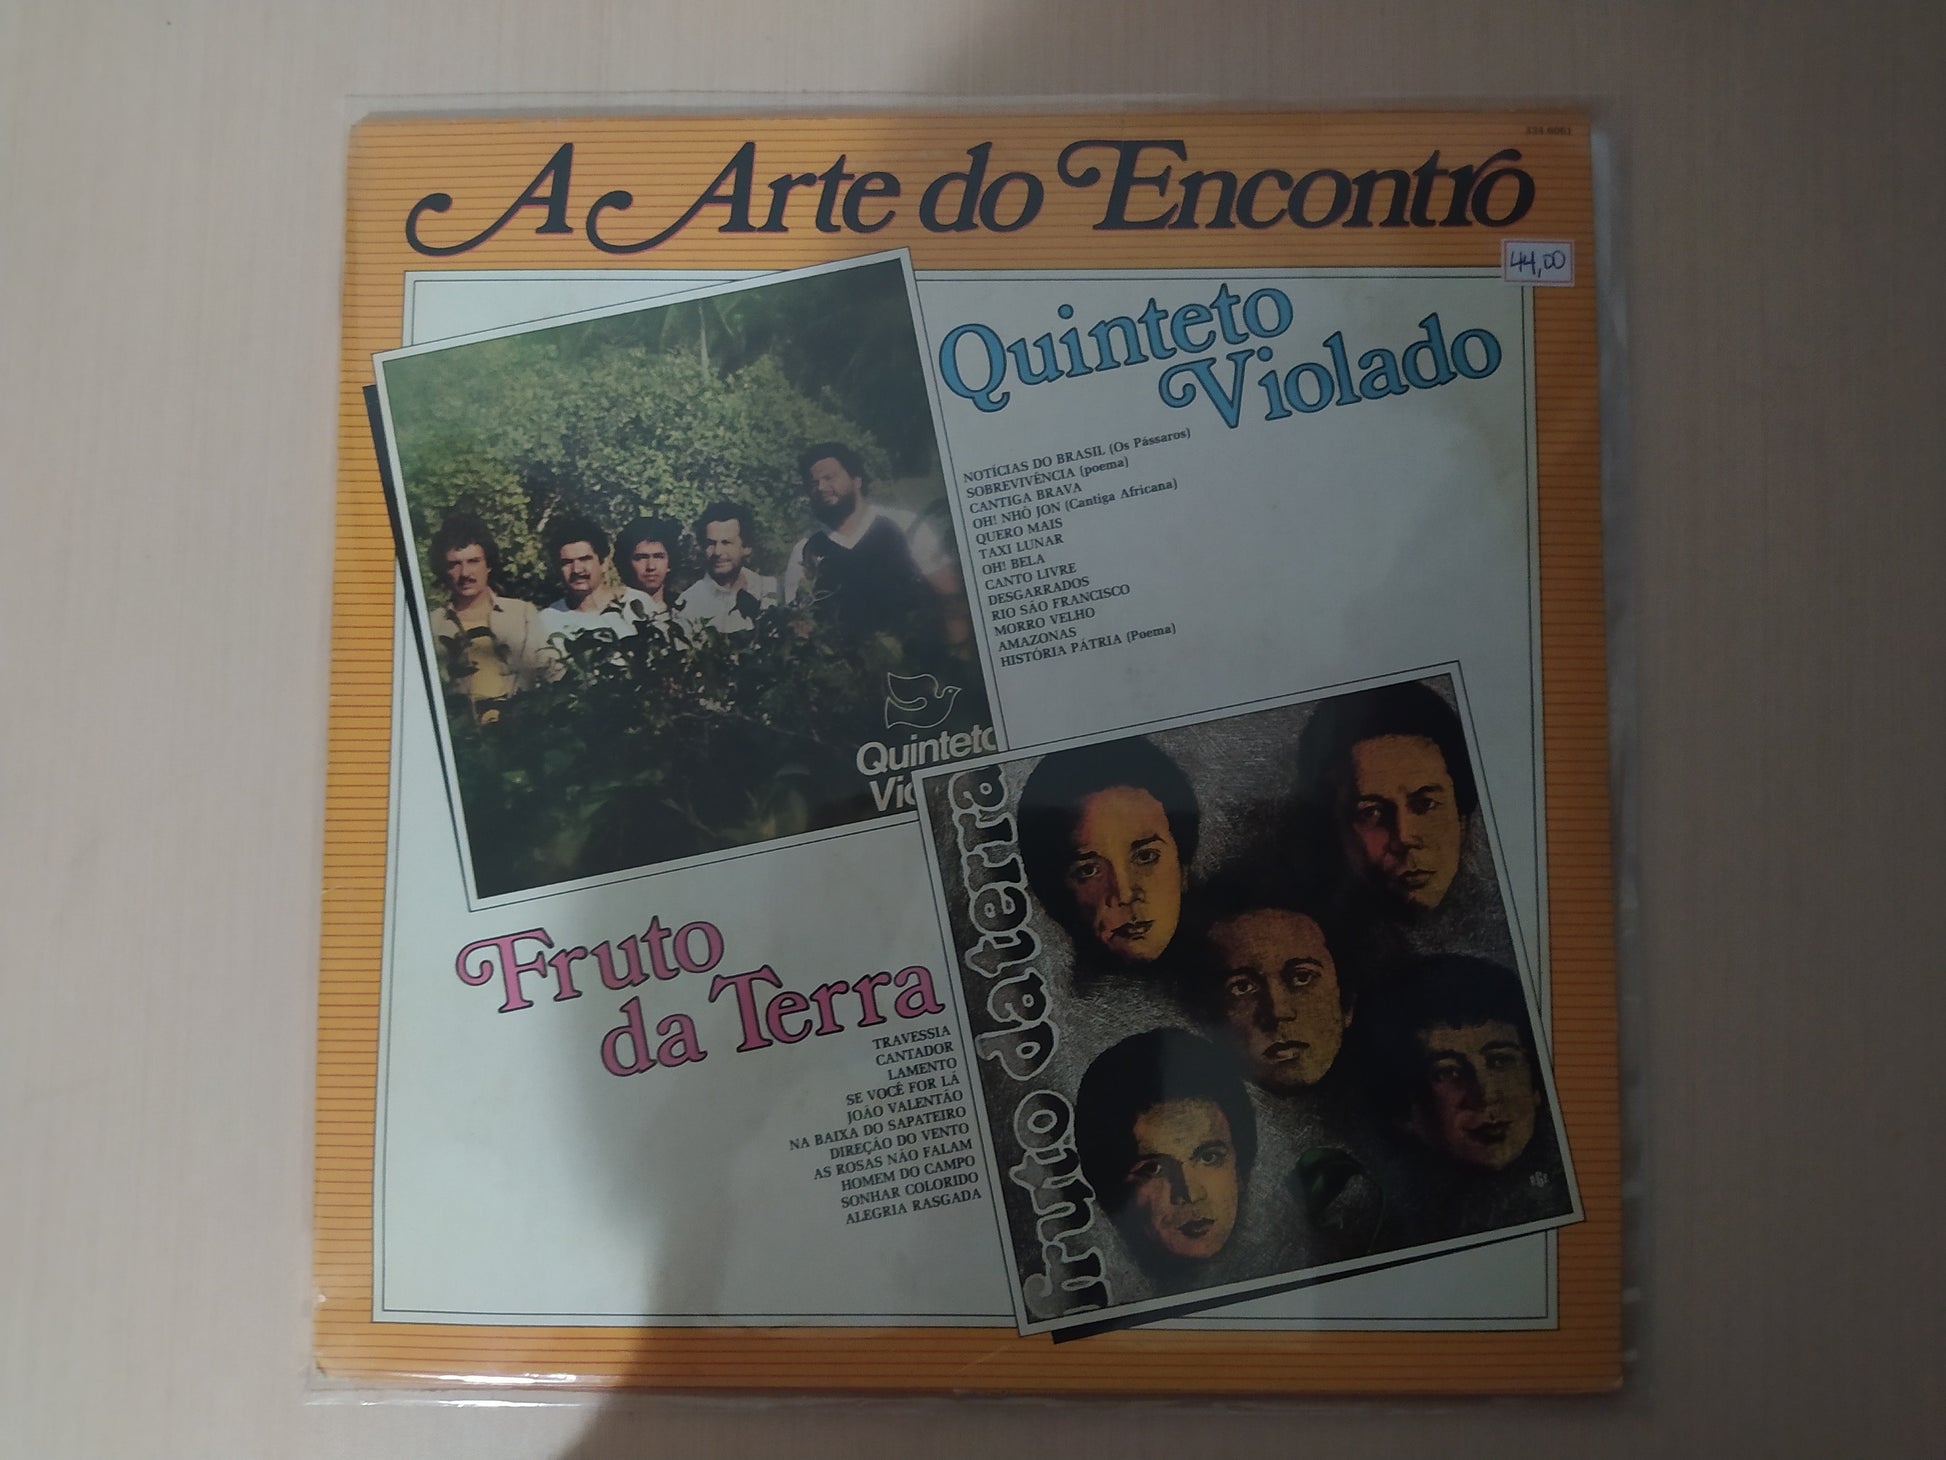 334.6061
A Arte do Encontro
44,00
Quinteto
Violado
NOTÍCIAS DO BRASIL (Os Pássaros)
SOBREVIVÊNCIA (poema)
CANTIGA BRAVA
OH! NHÔ JON (Cantiga Africana)
QUERO MAIS
TAXI LUNAR
OH! BELA
CANTO LIVRE
DESGARRADOS
RIO SÃO FRANCISCO
MORRO VELHO
AMAZONAS
HISTÓRIA PÁTRIA (Poema)
Quinteto
Vio
Fruto
da Terra
TRAVESSIA
CANTADOR
LAMENTO
SE VOCÊ FOR LÁ
JOÃO VALENTÃO
NA BAIXA DO SAPATEIRO
DIREÇÃO DO VENTO
AS ROSAS NÃO FALAM
HOMEM DO CAMPO
SONHAR COLORIDO
ALEGRIA RASGADA
fruto da terra